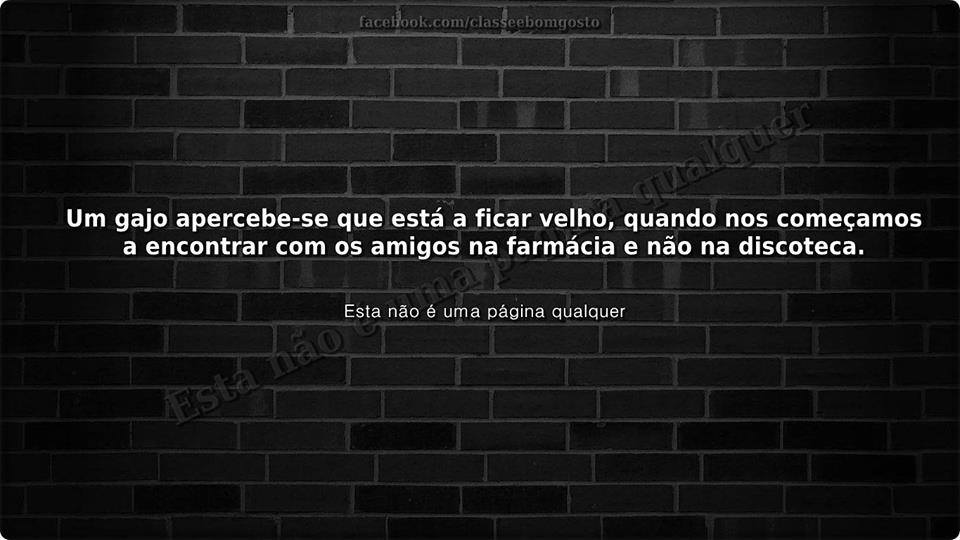 facebook.com/classeebomgosto
Um gajo apercebe-se que está a ficar velho, quando nos começamos
a encontrar com os amigos na farmácia e não na discoteca.
Esta não é uma página qualquer
Esta não é uma página qualquer